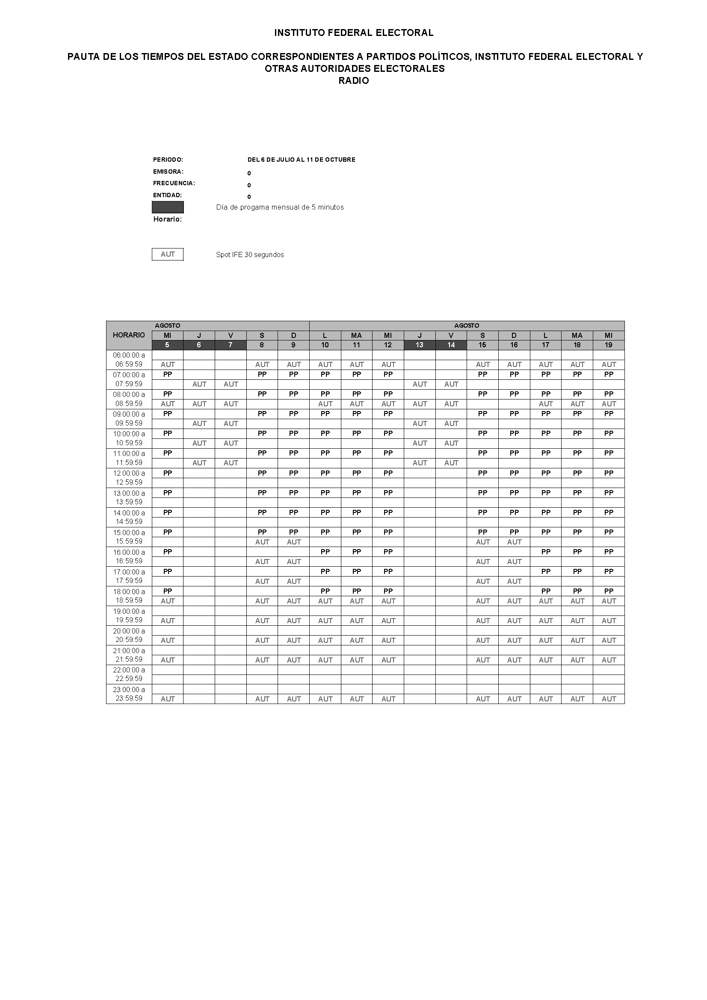 INSTITUTO FEDERAL ELECTORAL
PAUTA DE LOS TIEMPOS DEL ESTADO CORRESPONDIENTES A PARTIDOS POLÍTICOS, INSTITUTO FEDERAL ELECTORAL Y
OTRAS AUTORIDADES ELECTORALES
RADIO
PERIODO: DEL 6 DE JULIO AL 11 DE OCTUBRE
EMISORA: 0
FRECUENCIA: 0
ENTIDAD: 0
Día de progama mensual de 5 minutos
Horario:
AUT Spot IFE 30 segundos
AGOSTO AGOSTO
HORARIO MI J V S D L MA MI J V S D L MA MI
5 6 7 8 9 10 11 12 13 14 15 16 17 18 19
06:00:00 a
06:59:59 AUT AUT AUT AUT AUT AUT AUT AUT AUT AUT AUT
07:00:00 a PP PP PP PP PP PP PP PP PP PP PP
07:59:59 AUT AUT AUT AUT
08:00:00 a PP PP PP PP PP PP PP PP PP PP PP
08:59:59 AUT AUT AUT AUT AUT AUT AUT AUT AUT AUT AUT
09:00:00 a PP PP PP PP PP PP PP PP PP PP PP
09:59:59 AUT AUT AUT AUT
10:00:00 a PP PP PP PP PP PP PP PP PP PP PP
10:59:59 AUT AUT AUT AUT
11:00:00 a PP PP PP PP PP PP PP PP PP PP PP
11:59:59 AUT AUT AUT AUT
12:00:00 a PP PP PP PP PP PP PP PP PP PP PP
12:59:59
13:00:00 a PP PP PP PP PP PP PP PP PP PP PP
13:59:59
14:00:00 a PP PP PP PP PP PP PP PP PP PP PP
14:59:59
15:00:00 a PP PP PP PP PP PP PP PP PP PP PP
15:59:59 AUT AUT AUT AUT
16:00:00 a PP PP PP PP PP PP PP
16:59:59 AUT AUT AUT AUT
17:00:00 a PP PP PP PP PP PP PP
17:59:59 AUT AUT AUT AUT
18:00:00 a PP PP PP PP PP PP PP
18:59:59 AUT AUT AUT AUT AUT AUT AUT AUT AUT AUT AUT
19:00:00 a
19:59:59 AUT AUT AUT AUT AUT AUT AUT AUT AUT AUT AUT
20:00:00 a
20:59:59 AUT AUT AUT AUT AUT AUT AUT AUT AUT AUT AUT
21:00:00 a
21:59:59 AUT AUT AUT AUT AUT AUT AUT AUT AUT AUT AUT
22:00:00 a
22:59:59
23:00:00 a
23:59:59 AUT AUT AUT AUT AUT AUT AUT AUT AUT AUT AUT